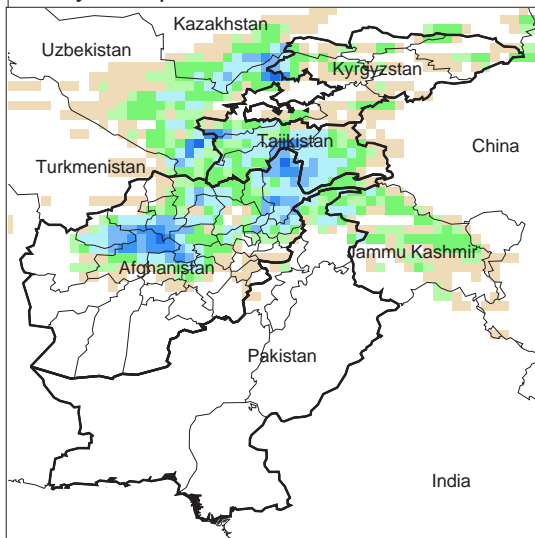 Kazakhstan
Uzbekistan
Kyrgyzstan
Tajikistan
China
Turkmenistan
Jammu Kashmir
Afghanistan
Pakistan
India